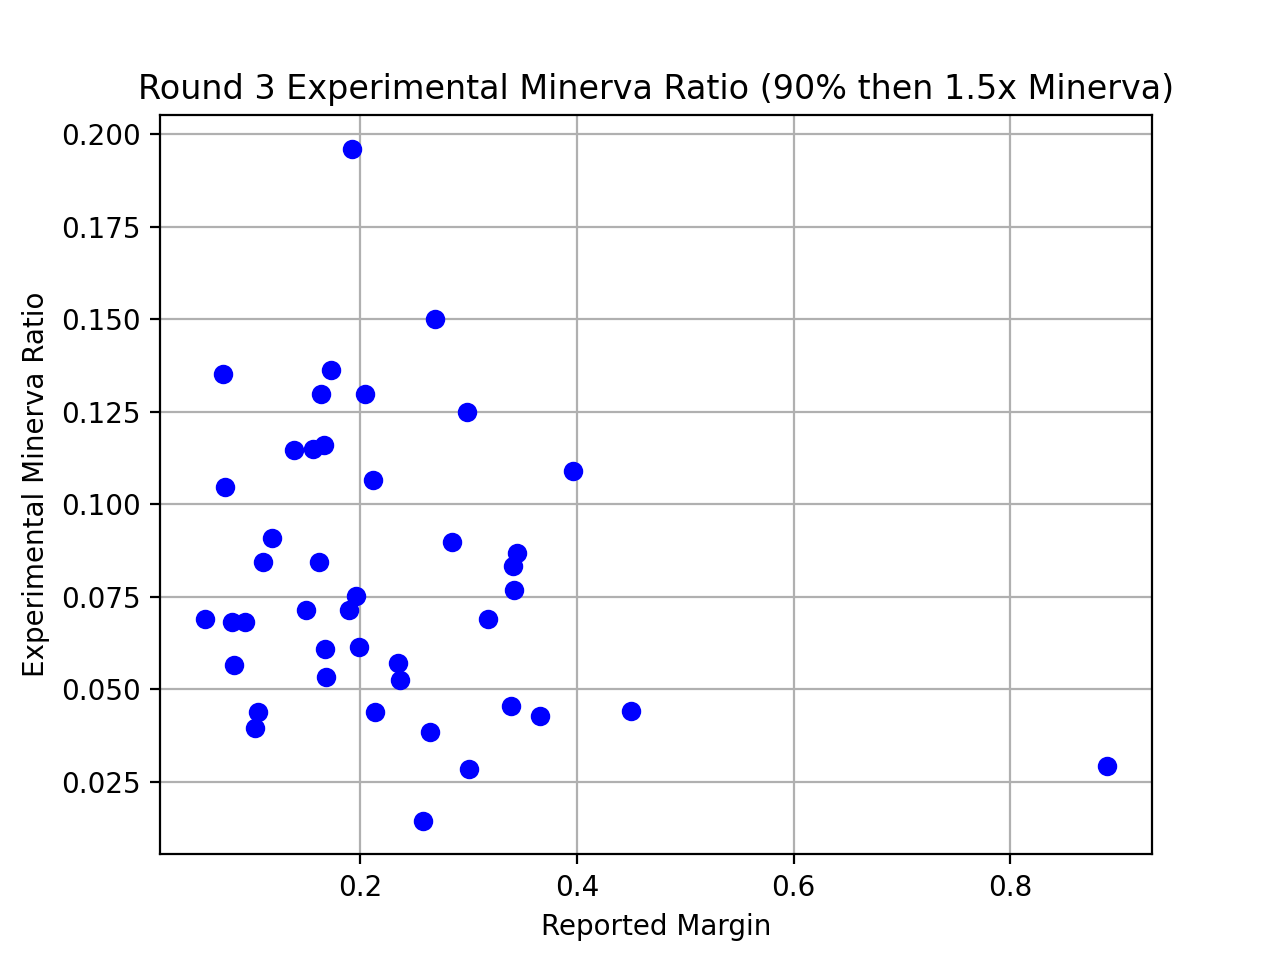 Round 3 Experimental Minerva Ratio (90% then 1.5x Minerva)
0.200
0.175
0.150
0.125
0.100
0.075
0.050
0.025
Experimental Minerva Ratio
0.2 0.4 0.6 0.8
Reported Margin